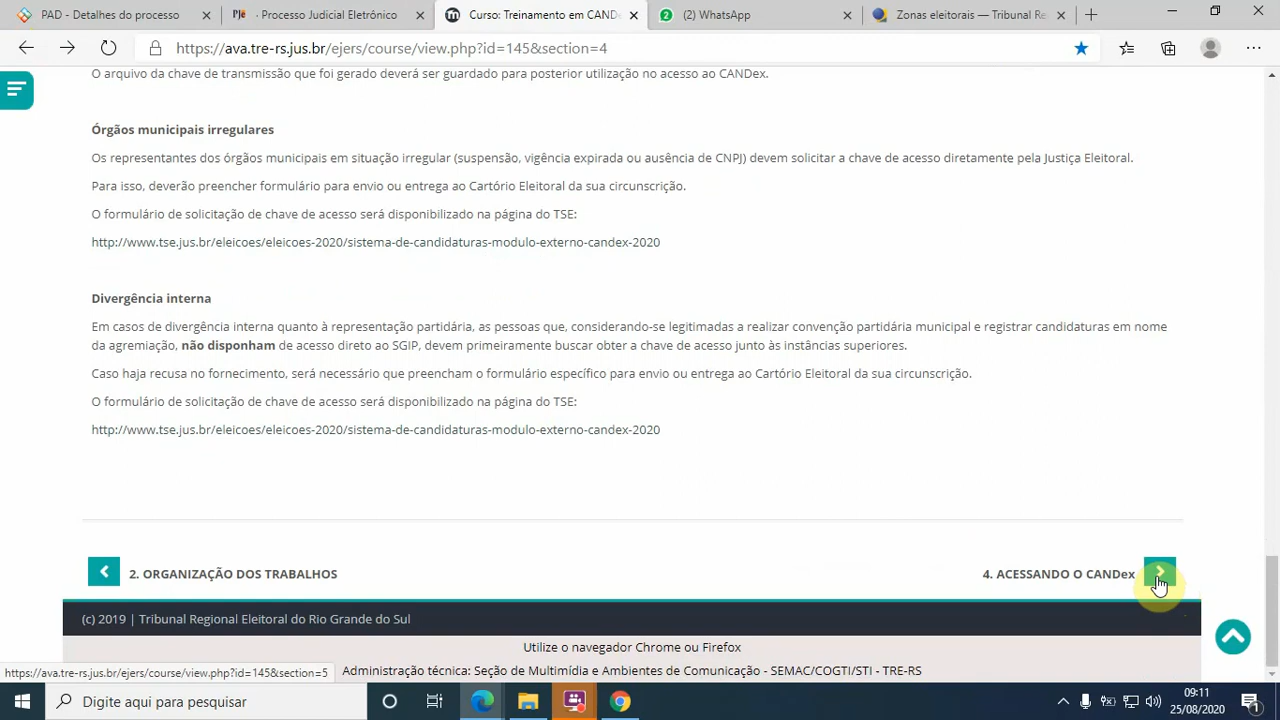 PAD - Detalhes do processo
PJe Processo Judicial Eletrônico
Curso: Treinamento em CAND
(2) WhatsApp
Zonas eleitorais — Tribunal Re
https://ava.tre-rs.jus.br/ejers/course/view.php?id=145&section=4
O arquivo da chave de transmissão que foi gerado deverá ser guardado para posterior utilização no acesso ao CANDex.
Órgãos municipais irregulares
Os representantes dos órgãos municipais em situação irregular (suspensão, vigência expirada ou ausência de CNPJ) devem solicitar a chave de acesso diretamente pela Justiça Eleitoral.
Para isso, deverão preencher formulário para envio ou entrega ao Cartório Eleitoral da sua circunscrição.
O formulário de solicitação de chave de acesso será disponibilizado na página do TSE:
http://www.tse.jus.br/eleicoes/eleicoes-2020/sistema-de-candidaturas-modulo-externo-candex-2020
Divergência interna
Em casos de divergência interna quanto à representação partidária, as pessoas que, considerando-se legitimadas a realizar convenção partidária municipal e registrar candidaturas em nome
da agremiação, não disponham de acesso direto ao SGIP, devem primeiramente buscar obter a chave de acesso junto às instâncias superiores.
Caso haja recusa no fornecimento, será necessário que preencham o formulário específico para envio ou entrega ao Cartório Eleitoral da sua circunscrição.
O formulário de solicitação de chave de acesso será disponibilizado na página do TSE:
http://www.tse.jus.br/eleicoes/eleicoes-2020/sistema-de-candidaturas-modulo-externo-candex-2020
2. ORGANIZAÇÃO DOS TRABALHOS
4. ACESSANDO O CANDex
(c) 2019 | Tribunal Regional Eleitoral do Rio Grande do Sul
Utilize o navegador Chrome ou Firefox
https://ava.tre-rs.jus.br/ejers/course/view.php?id=145&section=5
Administração técnica: Seção de Multimídia e Ambientes de Comunicação - SEMAC/COGTI/STI - TRE-RS
Digite aqui para pesquisar
09:11
25/08/2020
1